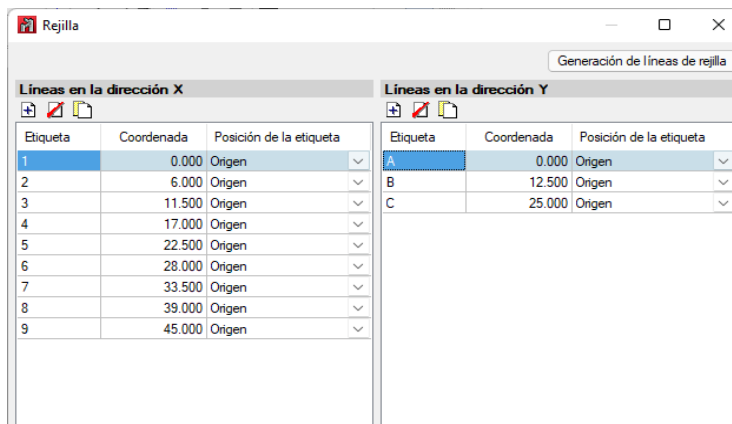 Rejilla
Generación de líneas de rejilla
Líneas en la dirección X
Etiqueta Coordenada Posición de la etiqueta
1 0.000 Origen
2 6.000 Origen
3 11.500 Origen
4 17.000 Origen
5 22.500 Origen
6 28.000 Origen
7 33.500 Origen
8 39.000 Origen
9 45.000 Origen
Líneas en la dirección Y
Etiqueta Coordenada Posición de la etiqueta
A 0.000 Origen
B 12.500 Origen
C 25.000 Origen